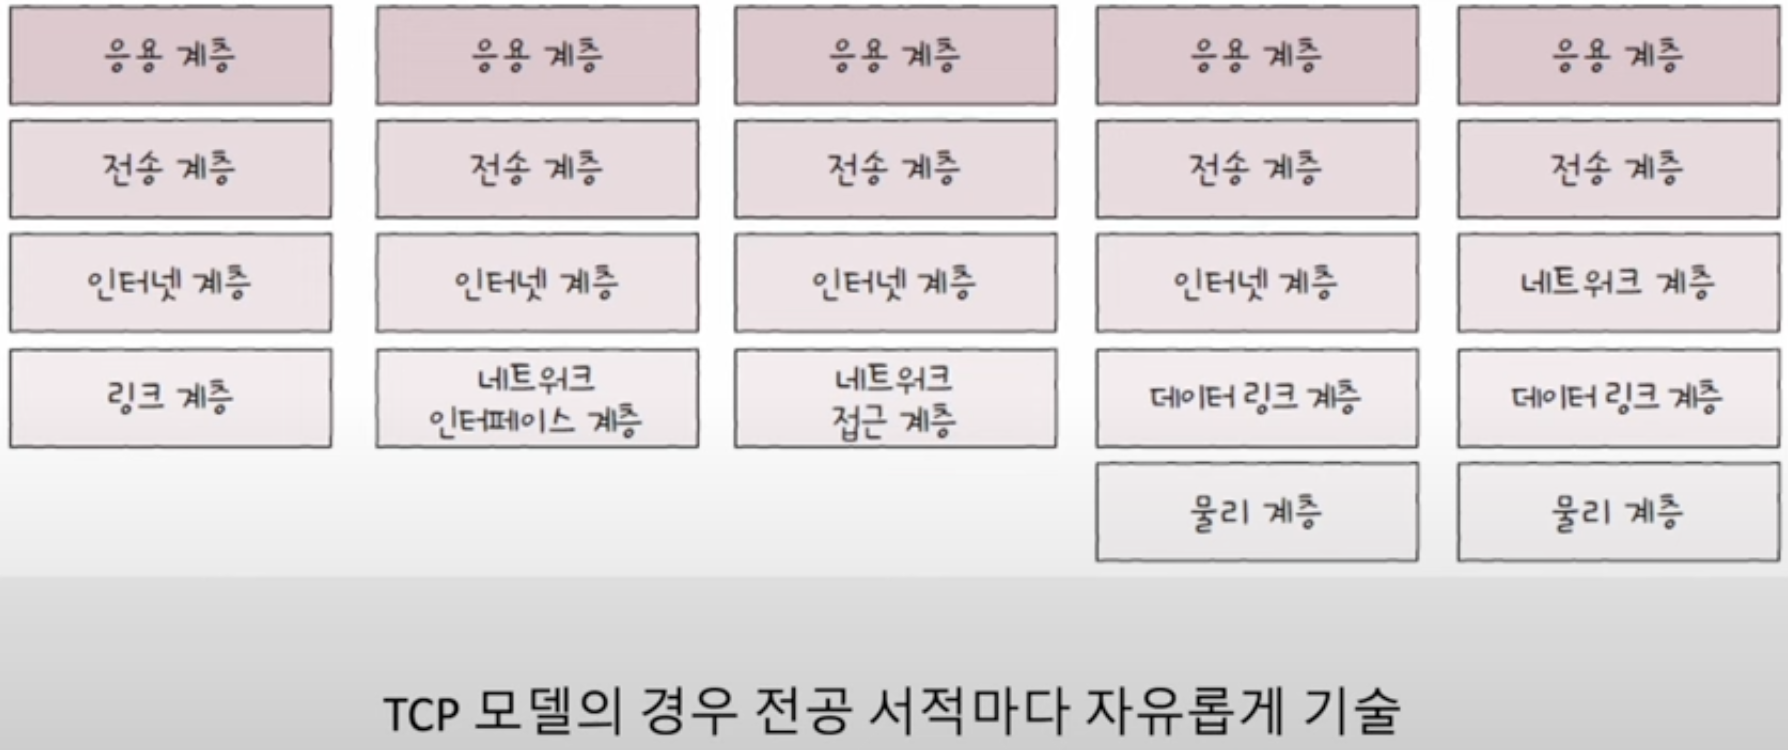 응용 계층
응용 계층
응용 계층
응용 계층
응용 계층
전송 계층
전송 계층
전송 계층
전송 계층
전송 계층
인터넷 계층
인터넷 계층
인터넷 계층
인터넷 계층
네트워크 계층
링크 계층
네트워크
인터페이스 계층
네트워크
접근 계층
데이터 링크 계층
데이터 링크 계층
물리 계층
물리 계층
TCP 모델의 경우 전공 서적마다 자유롭게 기술